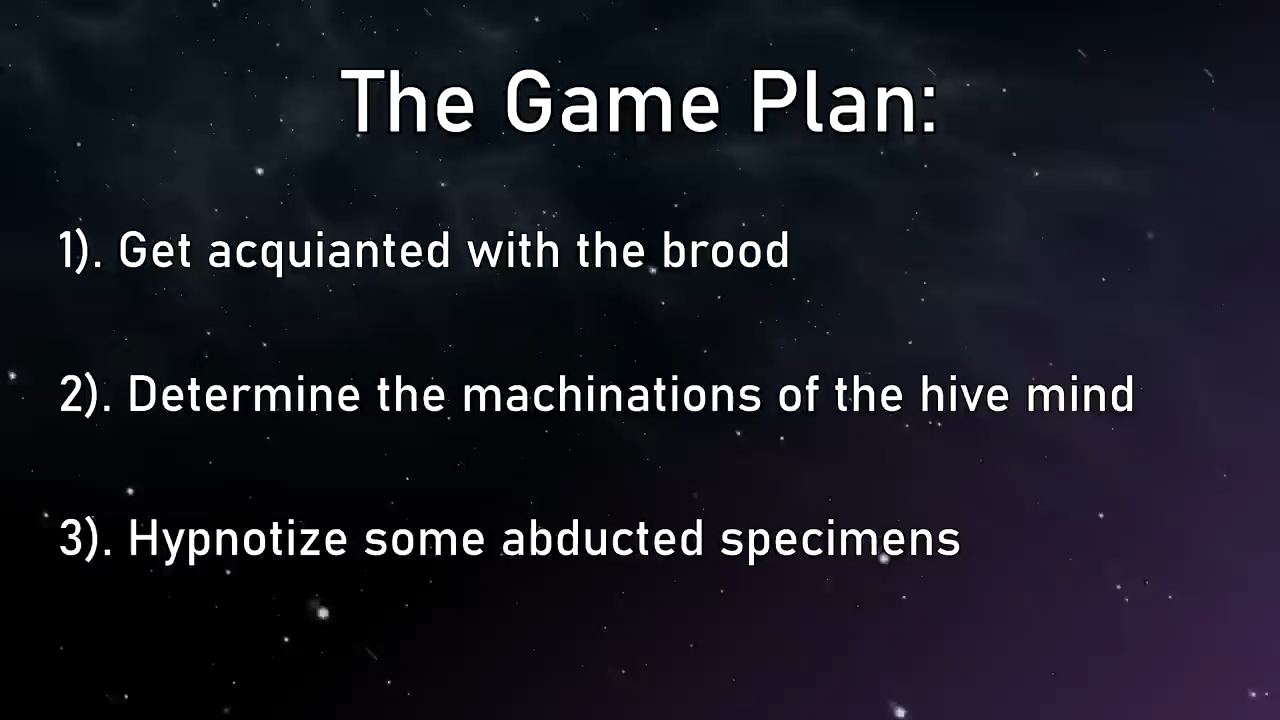 The Game Plan:
1). Get acquianted with the brood
2). Determine the machinations of the hive mind
3). Hypnotize some abducted specimens